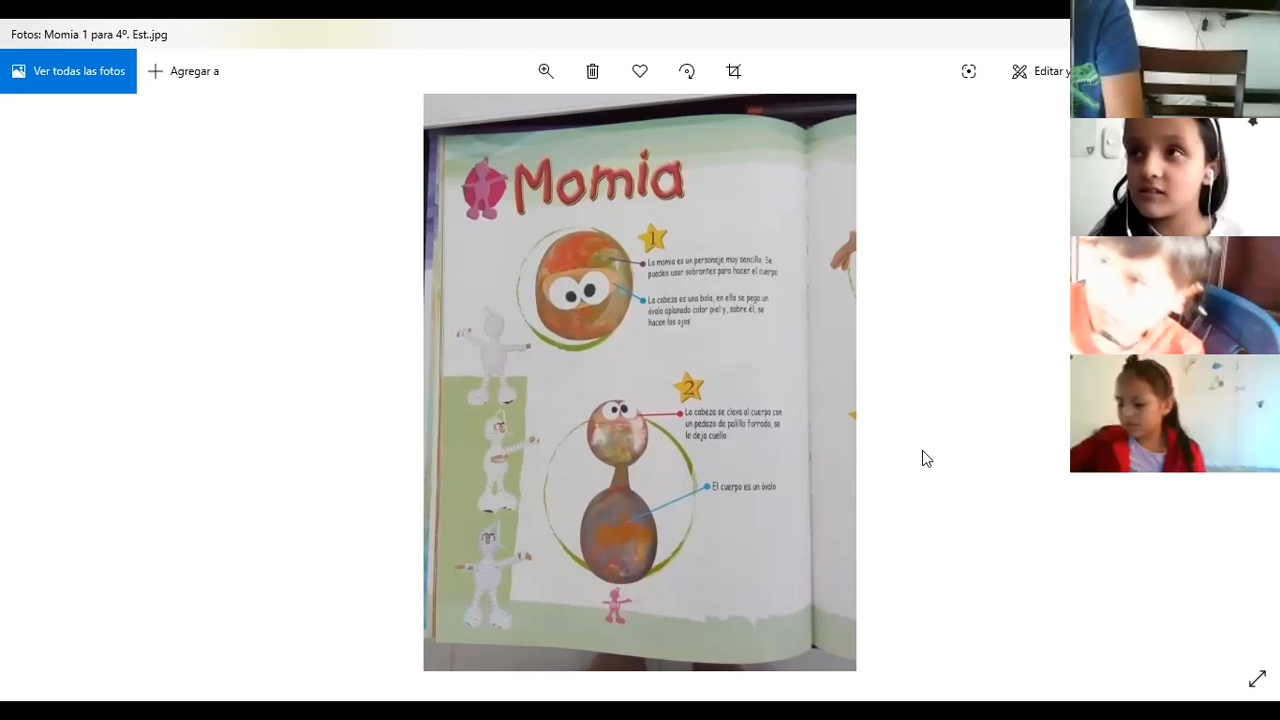 Fotos: Momia 1 para 4º. Est..jpg
Ver todas las fotos
Agregar a
Editar y
Momia
1
La momia es un personaje muy sencillo. Se
pueden usar sobrantes para hacer el cuerpo
La cabeza es una bola, en ella se pega un
óvalo aplanado color piel y, sobre él, se
hacen los ojos
2
La cabeza se clava al cuerpo con
un pedazo de palillo forrado, se
le deja cuello.
El cuerpo es un óvalo